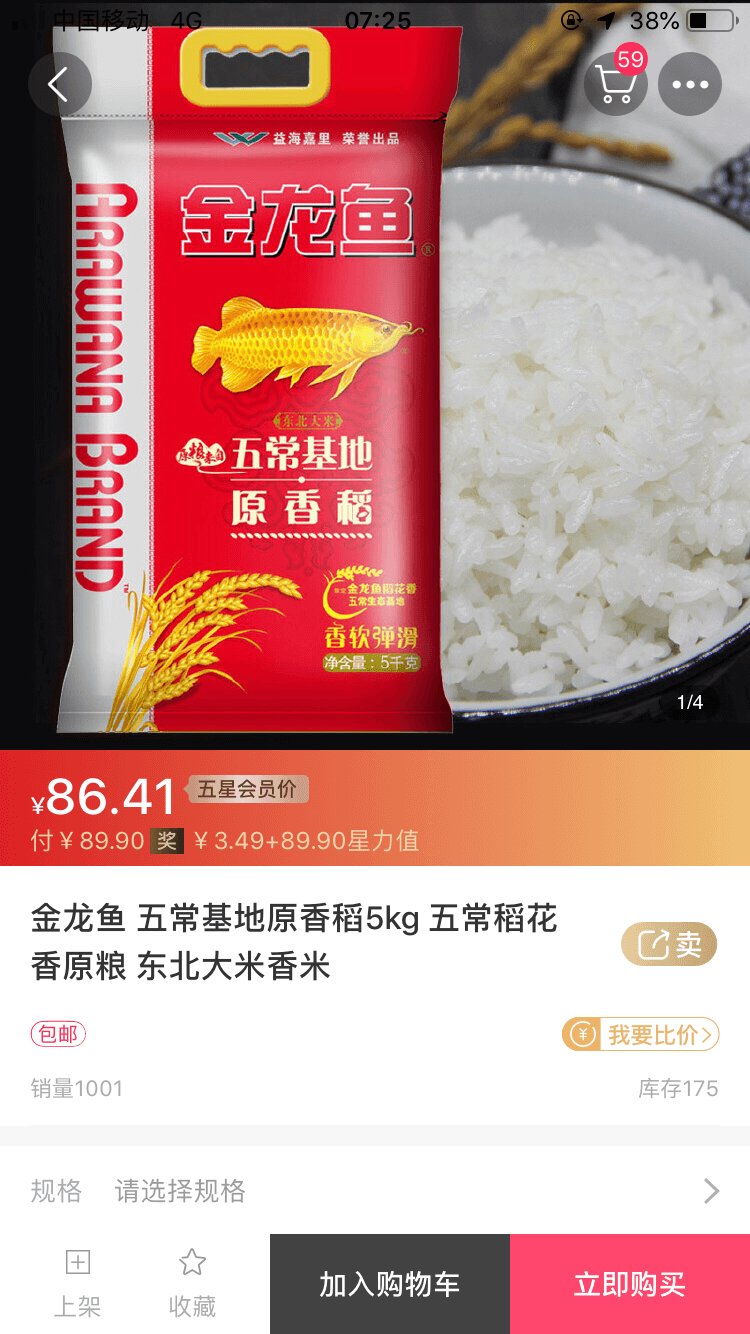 中国移动 4G 07:25 38%
59
益海嘉里 荣誉出品
金龙鱼®
ARAWANA BRAND™
东北大米
原粮来自 五常基地
原香稻
金龙鱼稻花香
五常生态基地
香软弹滑
净含量：5千克
1/4
¥86.41 五星会员价
付¥89.90 奖 ¥3.49+89.90星力值
金龙鱼 五常基地原香稻5kg 五常稻花
香原粮 东北大米香米
卖
包邮
¥ 我要比价
销量1001 库存175
规格 请选择规格
上架 收藏 加入购物车 立即购买